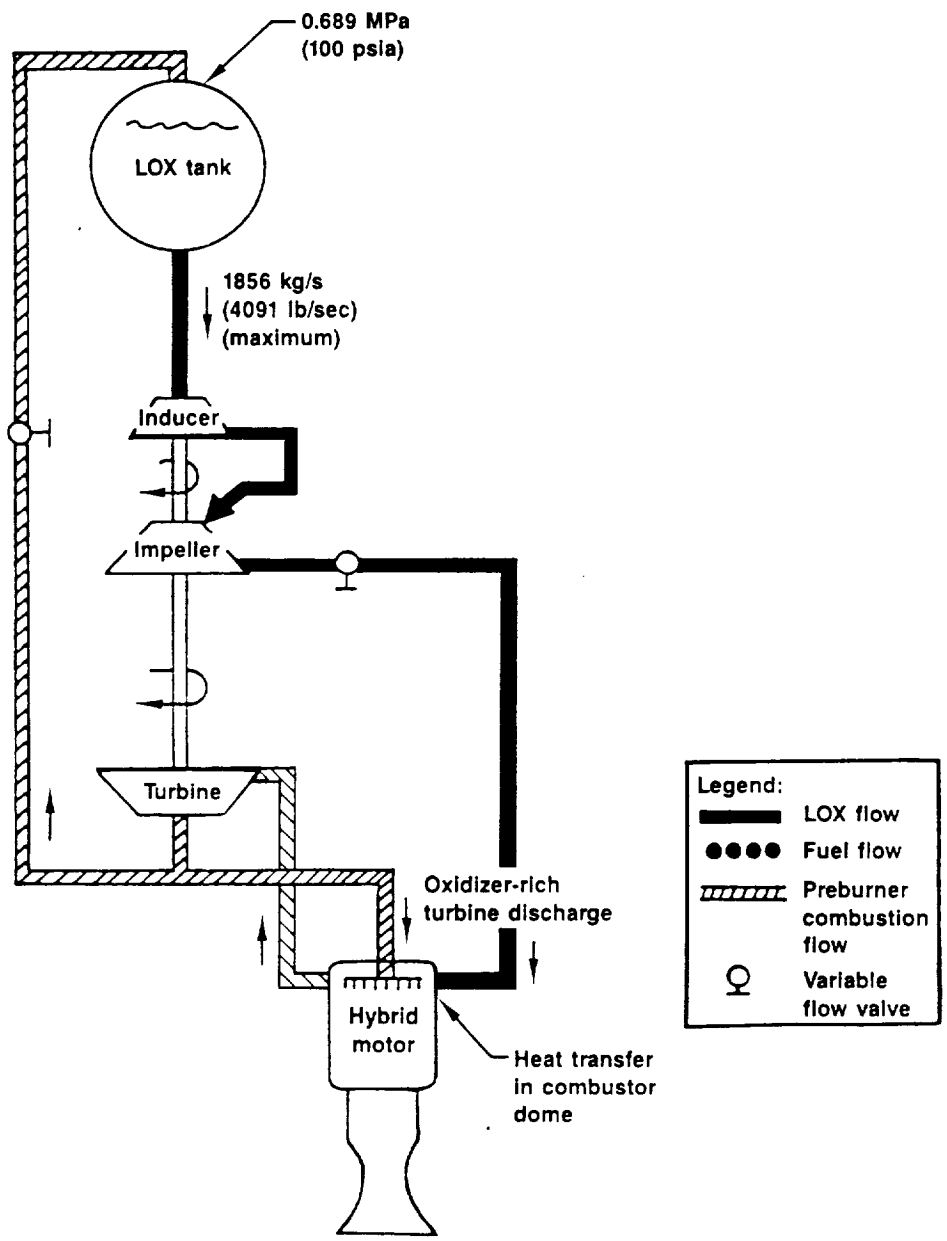 0.689 MPa
(100 psia)
LOX tank
1856 kg/s
(4091 lb/sec)
(maximum)
Inducer
Impeller
Turbine
Oxidizer-rich
turbine discharge
Hybrid
motor
Heat transfer
in combustor
dome
Legend:
LOX flow
Fuel flow
Preburner
combustion
flow
Variable
flow valve